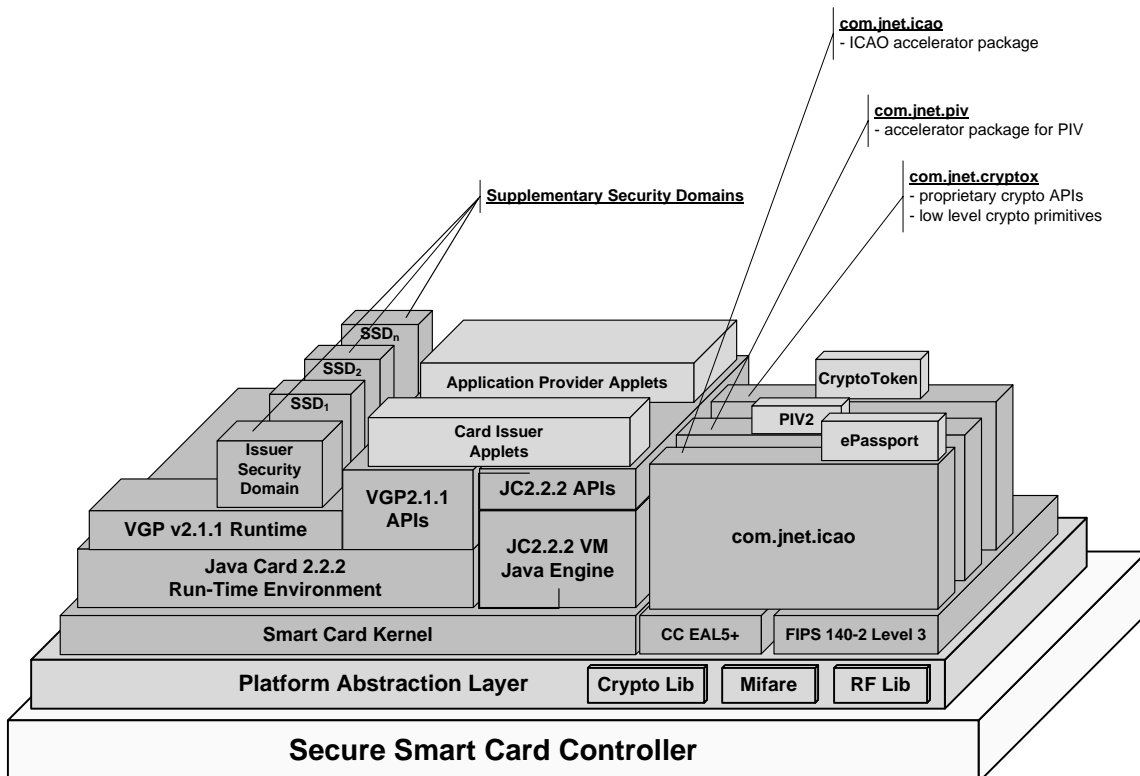 com.jnet.icao
- ICAO accelerator package
com.jnet.piv
- accelerator package for PIV
com.jnet.cryptox
- proprietary crypto APIs
- low level crypto primitives
Supplementary Security Domains
SSDn
SSD2
SSD1
Issuer
Security
Domain
Application Provider Applets
Card Issuer
Applets
CryptoToken
PIV2
ePassport
VGP v2.1.1 Runtime
VGP2.1.1
APIs
JC2.2.2 APIs
JC2.2.2 VM
Java Engine
com.jnet.icao
Java Card 2.2.2
Run-Time Environment
Smart Card Kernel
CC EAL5+
FIPS 140-2 Level 3
Platform Abstraction Layer
Crypto Lib
Mifare
RF Lib
Secure Smart Card Controller